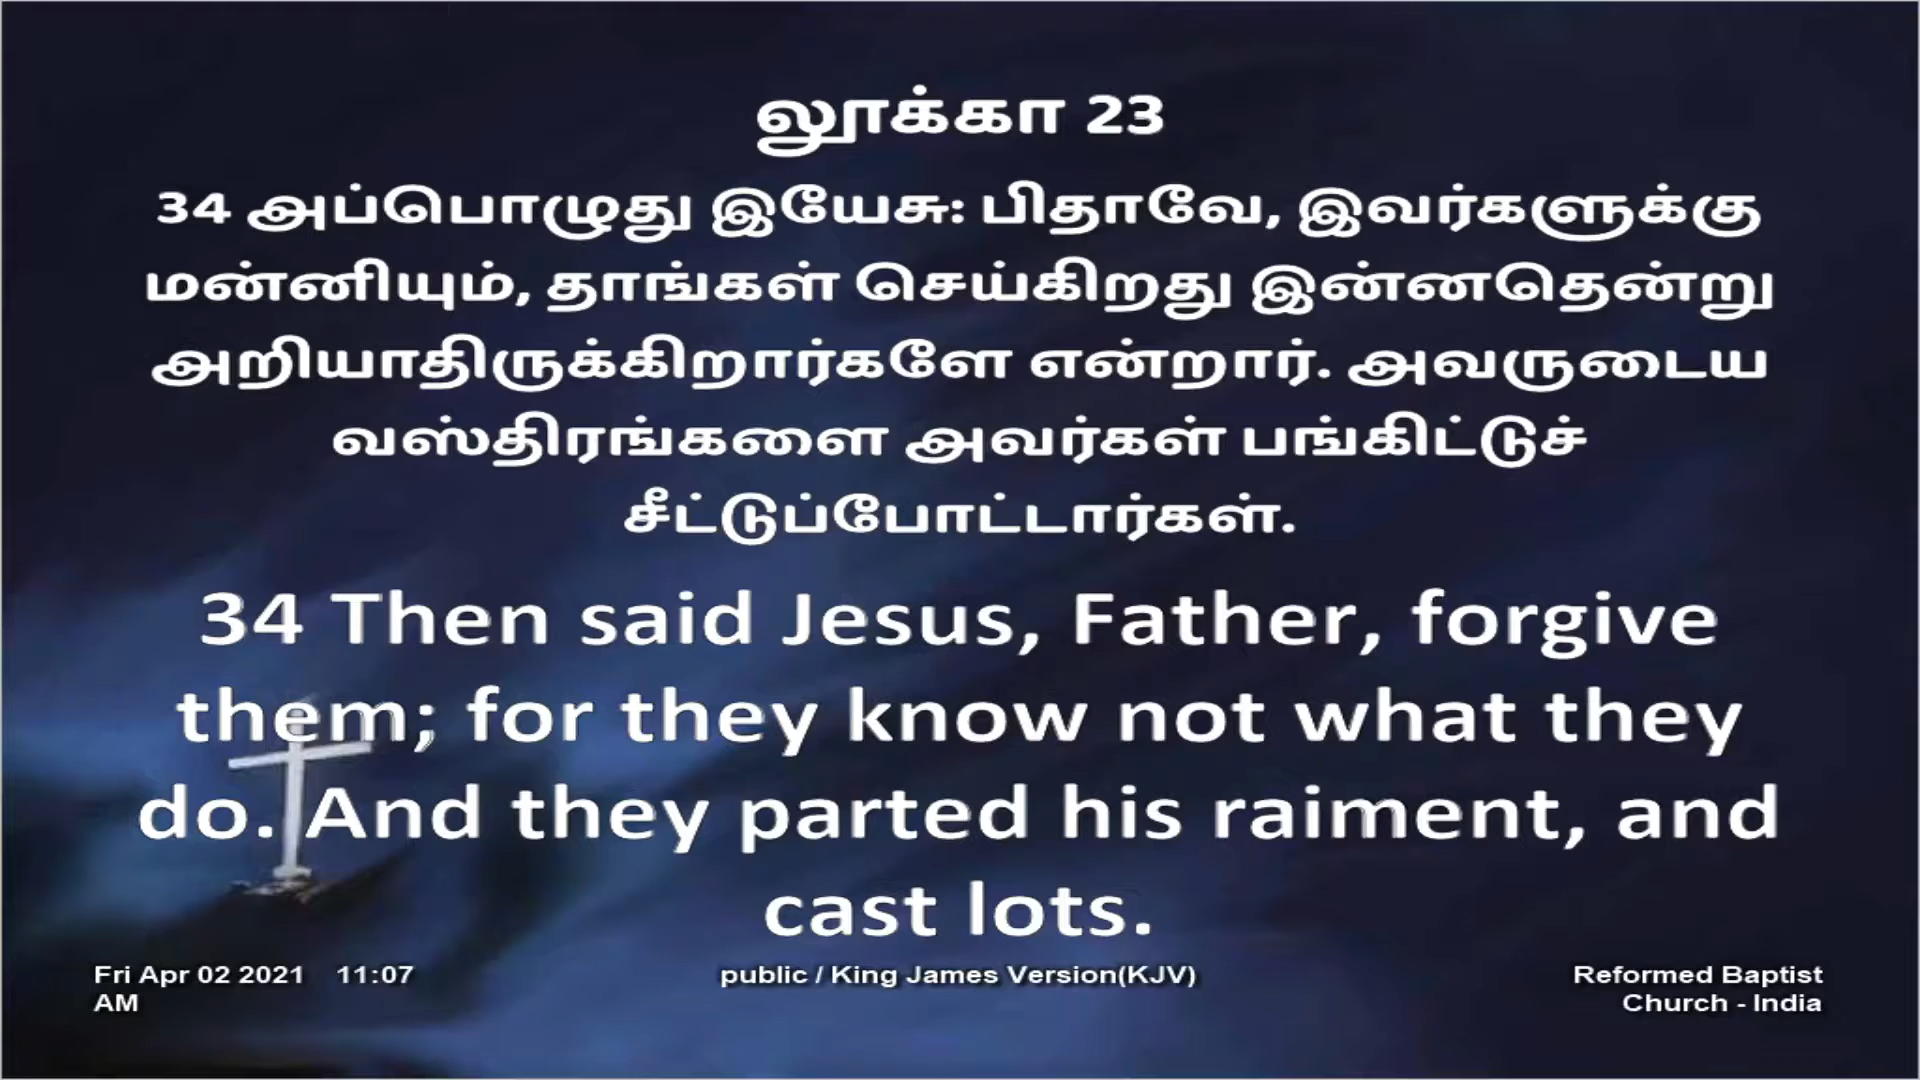 லூக்கா 23
34 அப்பொழுது இயேசு: பிதாவே, இவர்களுக்கு
மன்னியும், தாங்கள் செய்கிறது இன்னதென்று
அறியாதிருக்கிறார்களே என்றார். அவருடைய
வஸ்திரங்களை அவர்கள் பங்கிட்டுச்
சீட்டுப்போட்டார்கள்.
34 Then said Jesus, Father, forgive
them; for they know not what they
do. And they parted his raiment, and
cast lots.
Fri Apr 02 2021 11:07
AM
public / King James Version(KJV)
Reformed Baptist
Church - India